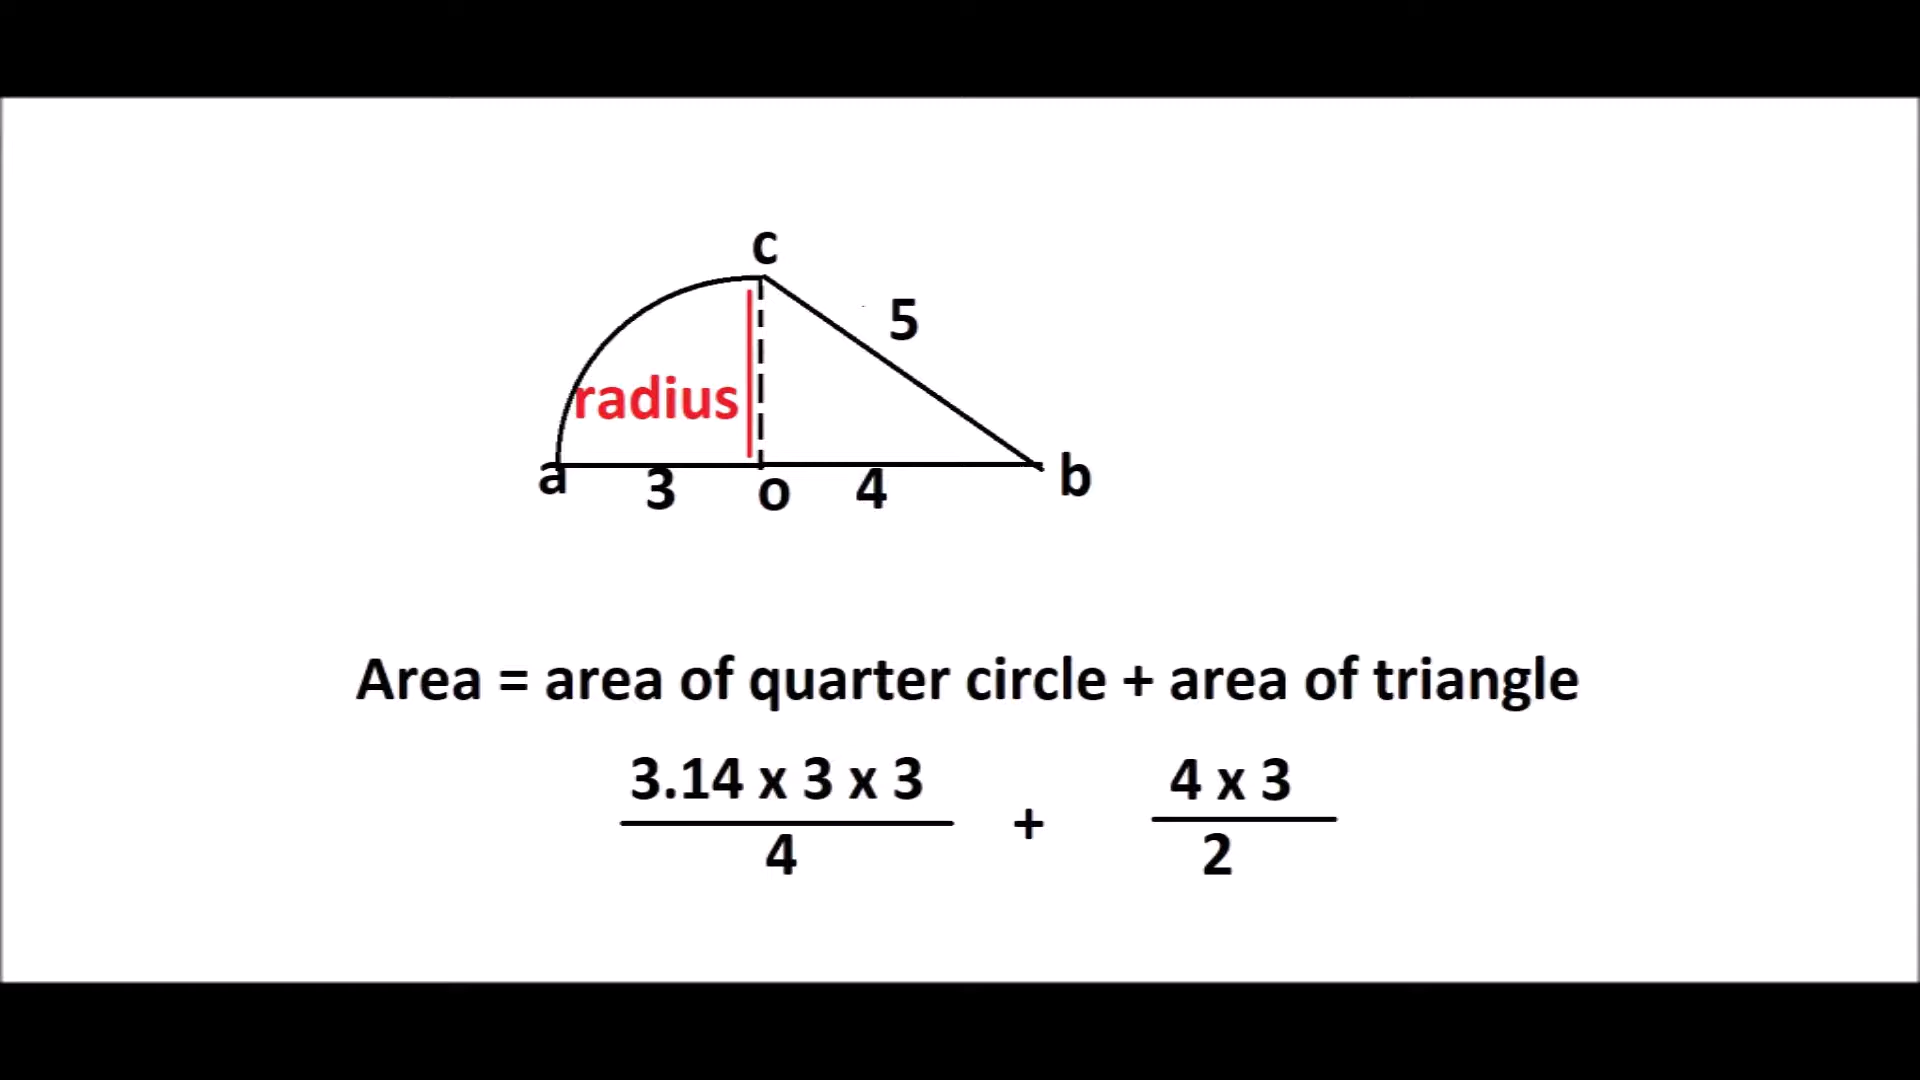 c
5
radius
a 3 o 4 b
Area = area of quarter circle + area of triangle
3.14 x 3 x 3 4 x 3
+
4 2